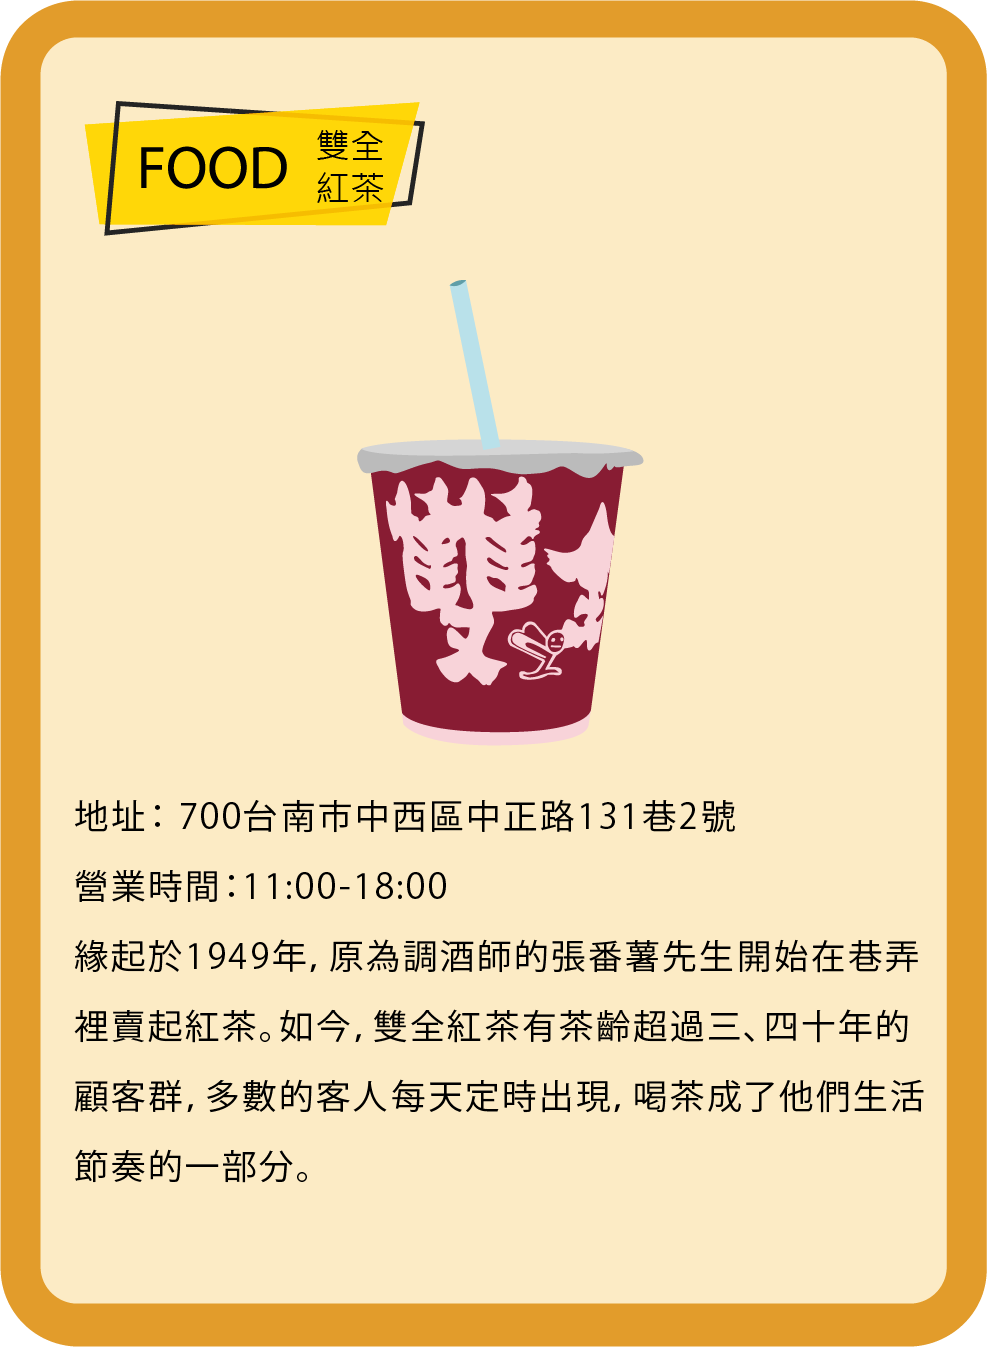 FOOD
雙全
紅茶
雙
地址：700台南市中西區中正路131巷2號
營業時間：11:00-18:00
緣起於1949年，原為調酒師的張番薯先生開始在巷弄
裡賣起紅茶。如今，雙全紅茶有茶齡超過三、四十年的
顧客群，多數的客人每天定時出現，喝茶成了他們生活
節奏的一部分。